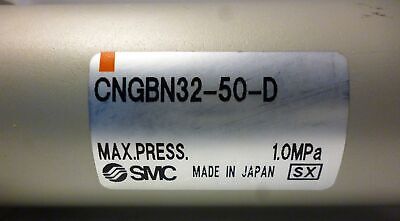 CNGBN32-50-D
MAX.PRESS. 1.0MPa
SMC MADE IN JAPAN SX